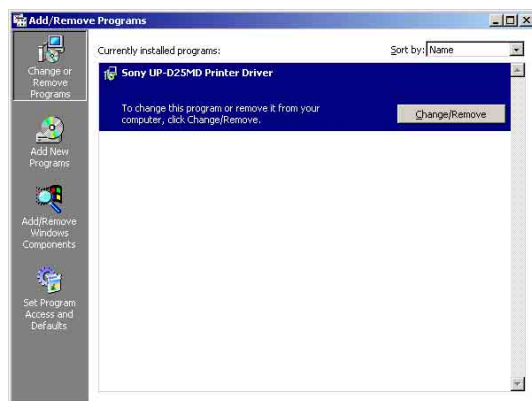 Add/Remove Programs
Change or
Remove
Programs
Add New
Programs
Add/Remove
Windows
Components
Set Program
Access and
Defaults
Currently installed programs:
Sort by: Name
Sony UP-D25MD Printer Driver
To change this program or remove it from your
computer, click Change/Remove.
Change/Remove